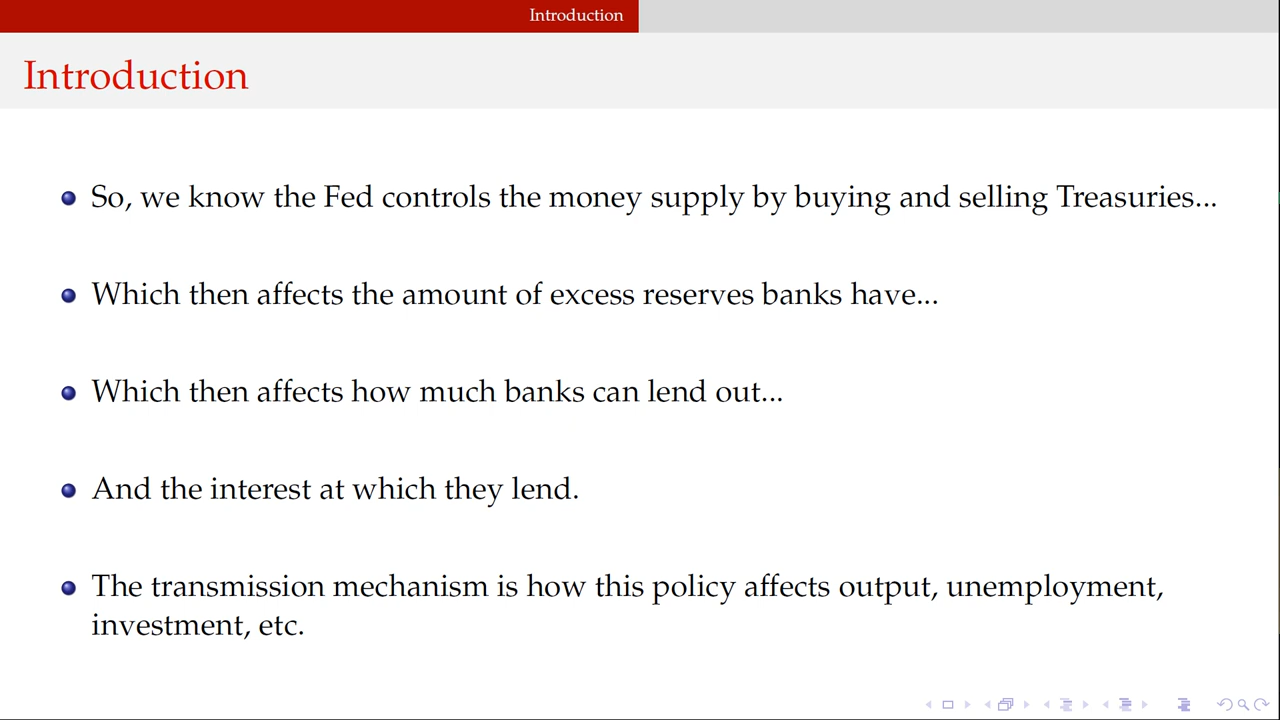 Introduction
Introduction
So, we know the Fed controls the money supply by buying and selling Treasuries...
Which then affects the amount of excess reserves banks have...
Which then affects how much banks can lend out...
And the interest at which they lend.
The transmission mechanism is how this policy affects output, unemployment,
investment, etc.